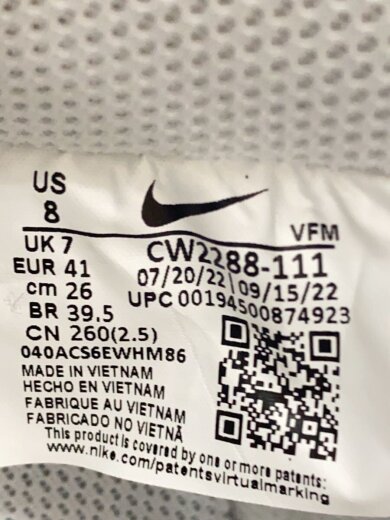 US
8
VFM
UK 7
CW2288-111
EUR 41
07/20/22\09/15/22
cm 26
UPC 00194500874923
BR 39.5
CN 260(2.5)
040ACS6EWHM86
MADE IN VIETNAM
HECHO EN VIETNAM
FABRIQUE AU VIETNAM
FABRICADO NO VIETNÃ
This product is covered by one or more patents:
www.nike.com/patentsvirtualmarking